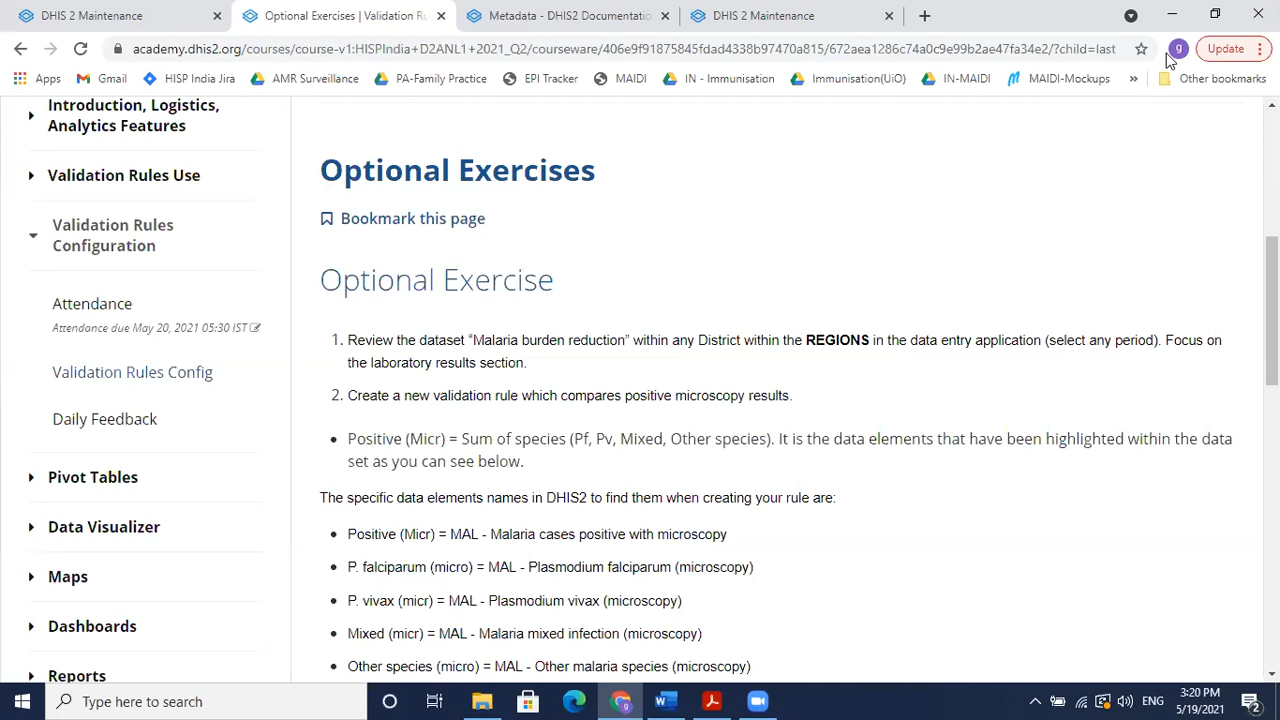 DHIS 2 Maintenance
Optional Exercises | Validation Ru
Metadata - DHIS2 Documentatio
DHIS 2 Maintenance
academy.dhis2.org/courses/course-v1:HISPIndia+D2ANL1+2021_Q2/courseware/406e9f91875845fda34338b97470a815/672aea1286c74a0c9e99b2ae47fa34e2/?child=last
g
Update
Apps
Gmail
HISP India Jira
AMR Surveillance
PA-Family Practice
EPI Tracker
MAIDI
IN - Immunisation
Immunisation(UiO)
IN-MAIDI
MAIDI-Mockups
»
Other bookmarks
Introduction, Logistics,
Analytics Features
Validation Rules Use
Validation Rules
Configuration
Attendance
Attendance due May 20, 2021 05:30 IST
Validation Rules Config
Daily Feedback
Pivot Tables
Data Visualizer
Maps
Dashboards
Reports
Optional Exercises
Bookmark this page
Optional Exercise
1. Review the dataset “Malaria burden reduction” within any District within the REGIONS in the data entry application (select any period). Focus on
the laboratory results section.
2. Create a new validation rule which compares positive microscopy results.
• Positive (Micr) = Sum of species (Pf, Pv, Mixed, Other species). It is the data elements that have been highlighted within the data
set as you can see below.
The specific data elements names in DHIS2 to find them when creating your rule are:
• Positive (Micr) = MAL - Malaria cases positive with microscopy
• P. falciparum (micro) = MAL - Plasmodium falciparum (microscopy)
• P. vivax (micr) = MAL - Plasmodium vivax (microscopy)
• Mixed (micr) = MAL - Malaria mixed infection (microscopy)
• Other species (micro) = MAL - Other malaria species (microscopy)
Type here to search
ENG
3:20 PM
5/19/2021
2